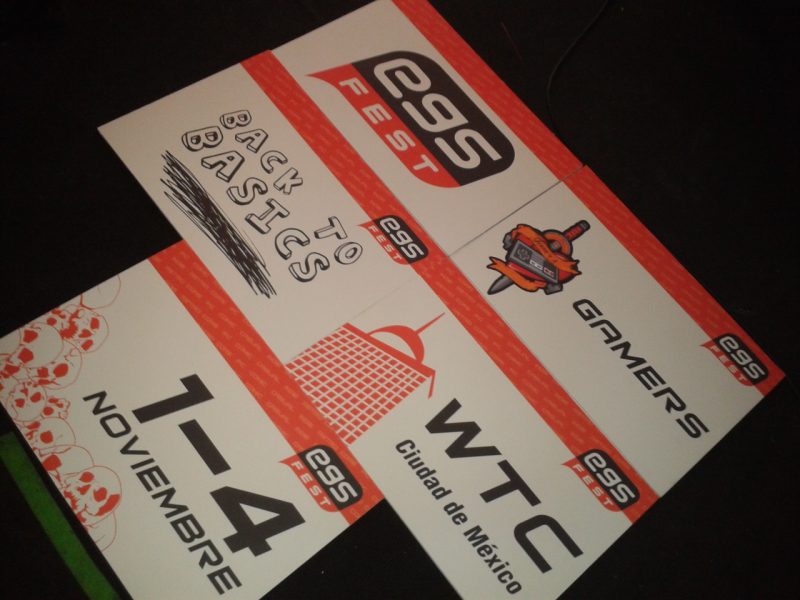 egs
FEST
BACK TO
BASICS
egs
FEST
GAMERS
egs
FEST
WTC
Ciudad de México
egs
FEST
1-4
NOVIEMBRE
egs
FEST